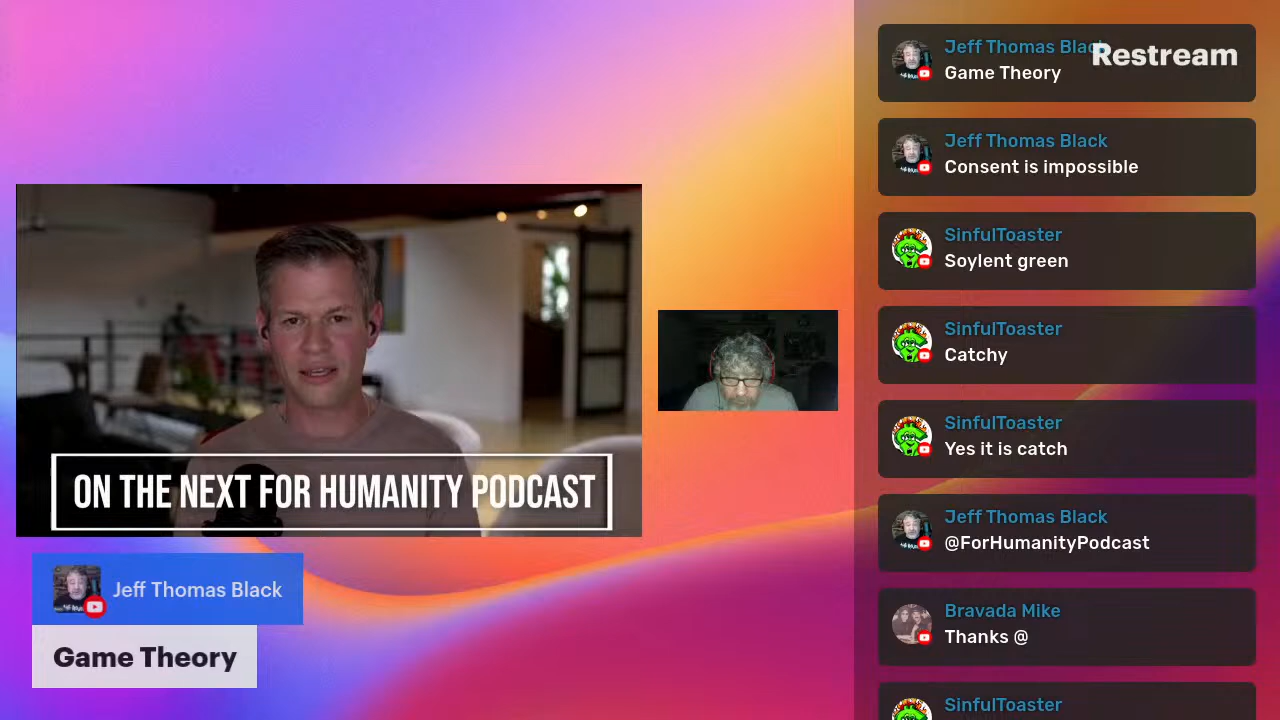 ON THE NEXT FOR HUMANITY PODCAST
Jeff Thomas Black
Game Theory
Restream
Jeff Thomas Black
Game Theory
Jeff Thomas Black
Consent is impossible
SinfulToaster
Soylent green
SinfulToaster
Catchy
SinfulToaster
Yes it is catch
Jeff Thomas Black
@ForHumanityPodcast
Bravada Mike
Thanks @
SinfulToaster